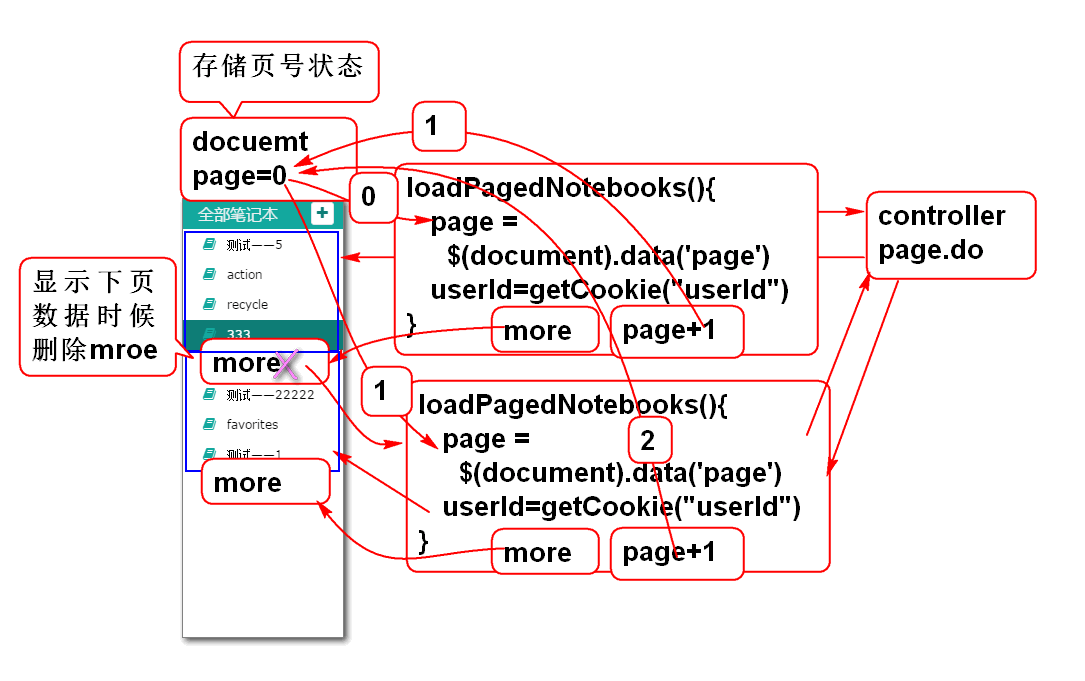 存储页号状态
docuemt
page=0
1
0
loadPagedNotebooks(){
page =
$(document).data('page')
userId=getCookie("userId")
}
more
page+1
controller
page.do
全部笔记本
+
测试——5
action
recycle
333
显示下页
数据时候
删除mroe
more
X
测试——22222
favorites
测试——1
more
1
loadPagedNotebooks(){
page =
2
$(document).data('page')
userId=getCookie("userId")
}
more
page+1